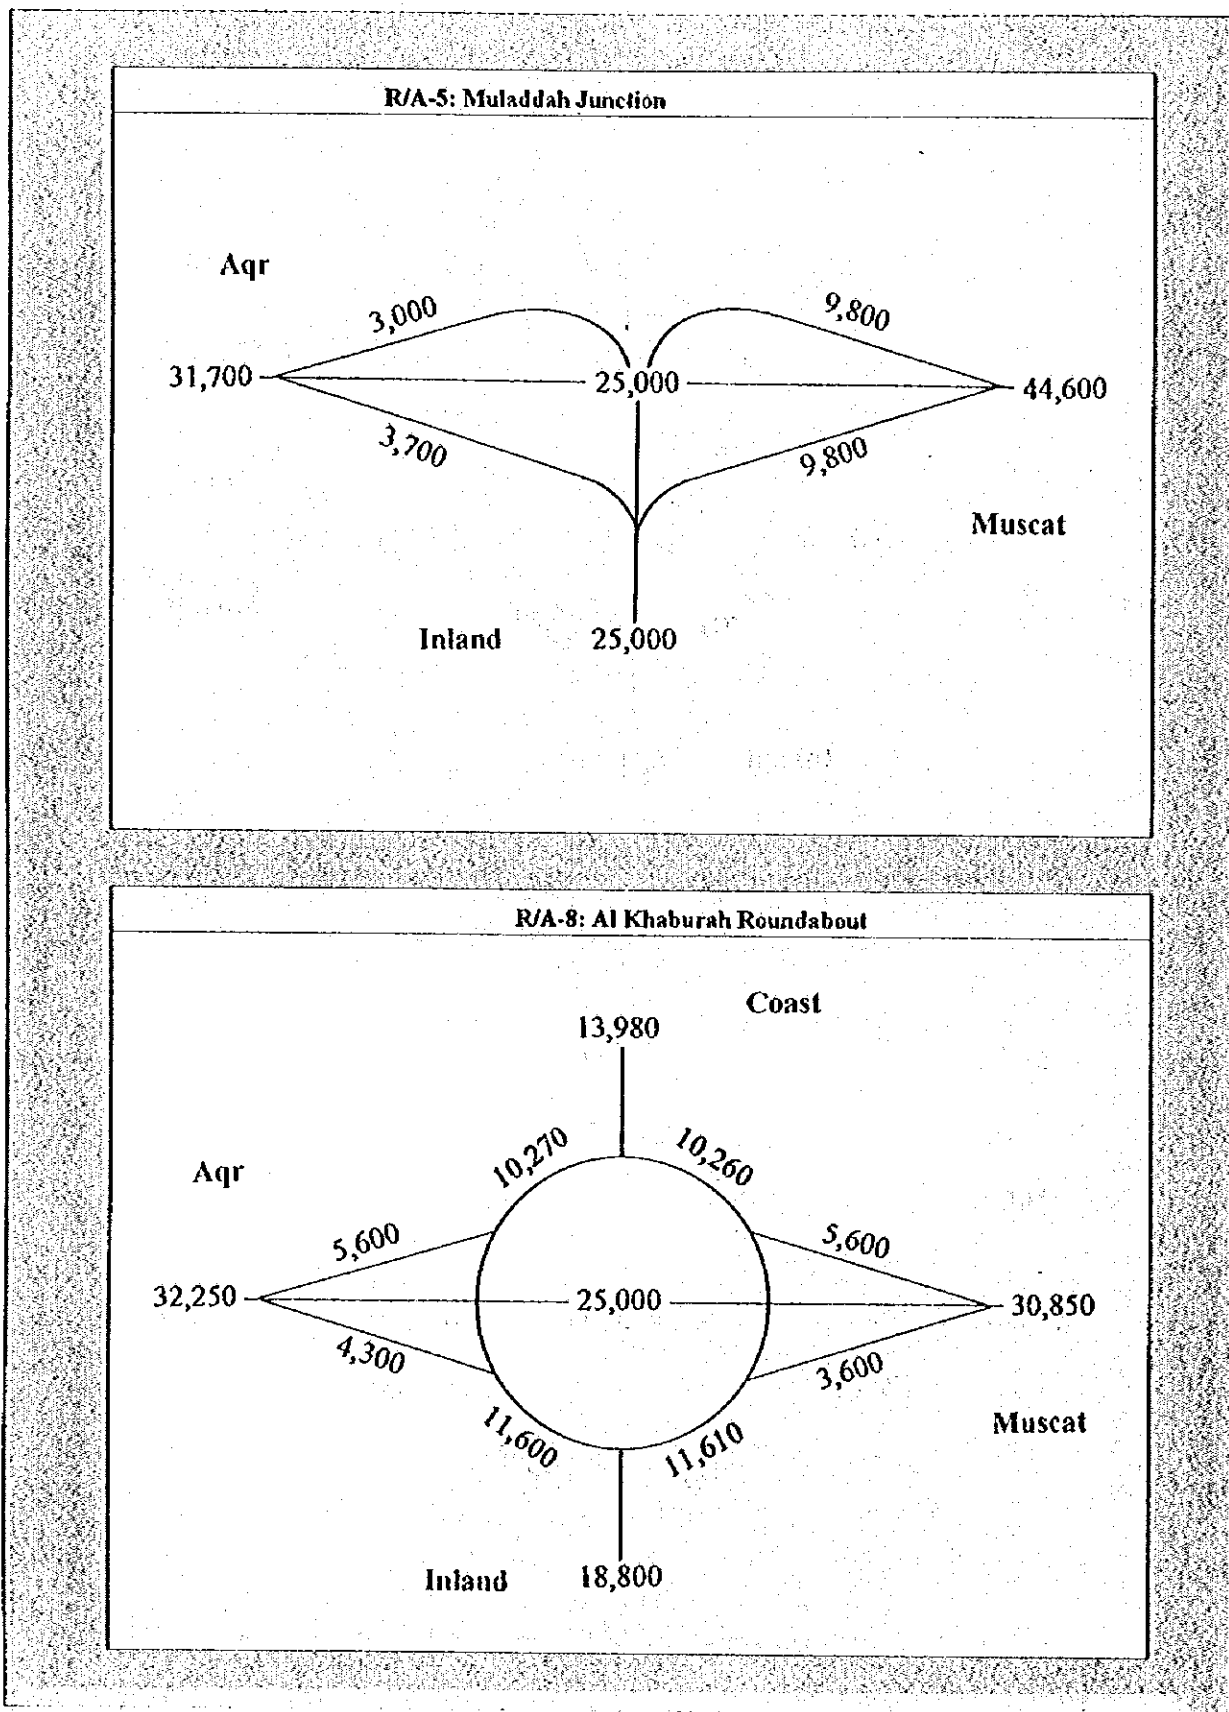 R/A-5: Muladdah Junction
Aqr
3,000
9,800
31,700
25,000
44,600
3,700
9,800
Muscat
Inland
25,000
R/A-8: Al Khaburah Roundabout
Coast
13,980
10,270
10,260
Aqr
5,600
5,600
32,250
25,000
30,850
4,300
3,600
11,600
11,610
Muscat
Inland
18,800